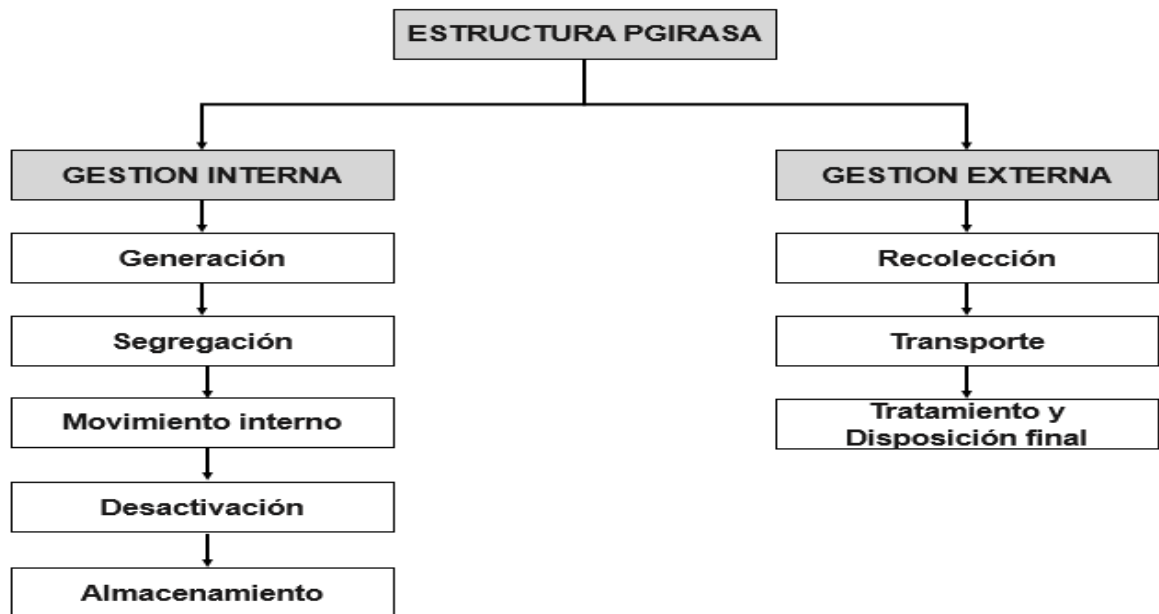 ESTRUCTURA PGIRASA
GESTION INTERNA
Generación
Segregación
Movimiento interno
Desactivación
Almacenamiento
GESTION EXTERNA
Recolección
Transporte
Tratamiento y
Disposición final